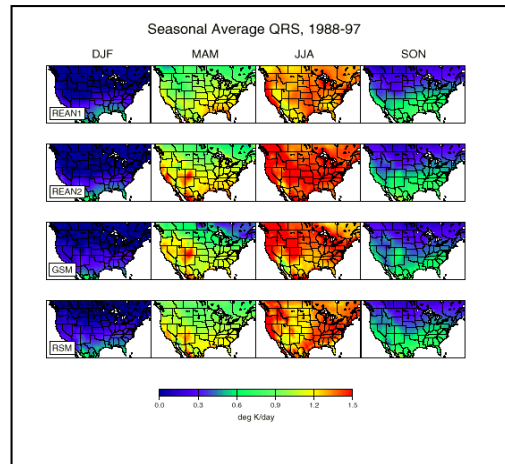 Seasonal Average QRS, 1988-97
DJF MAM JJA SON
REAN1
REAN2
GSM
RSM
0.0 0.3 0.6 0.9 1.2 1.5
deg K/day